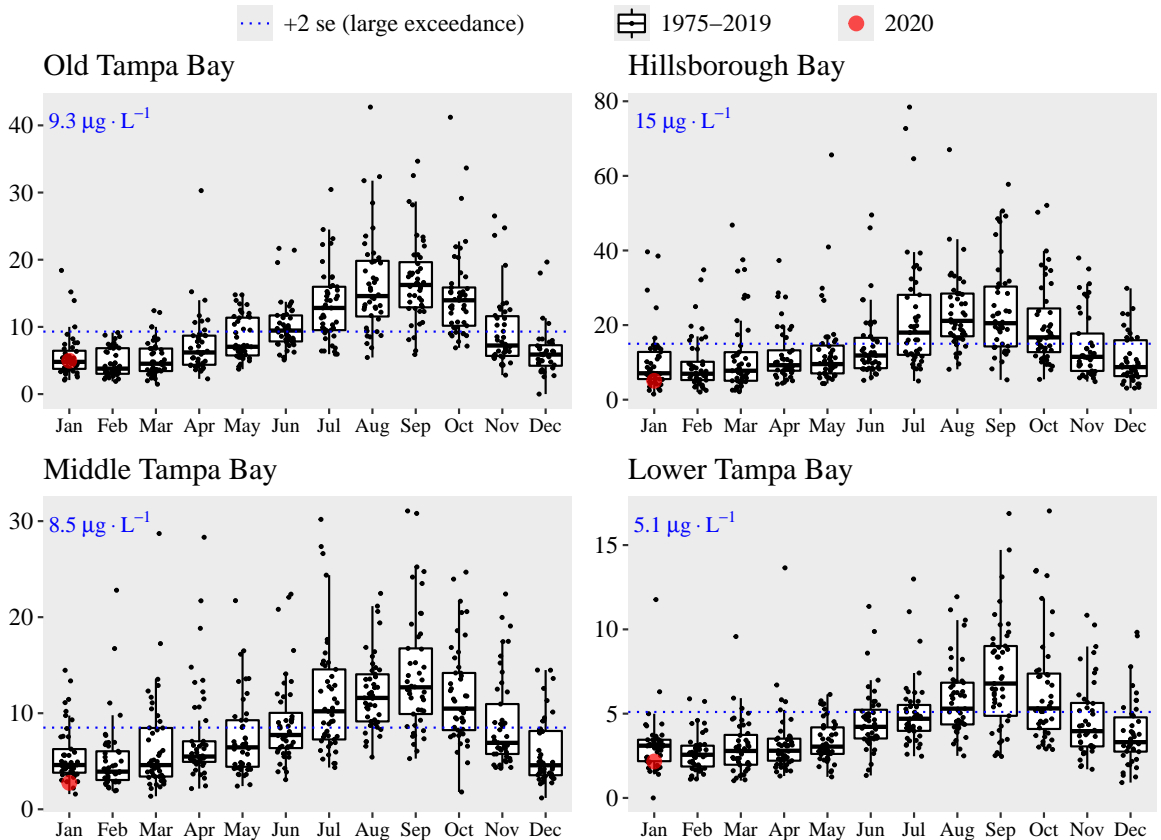 +2 se (large exceedance) 1975–2019 2020
Old Tampa Bay
9.3 μg · L⁻¹
40
30
20
10
0
Jan Feb Mar Apr May Jun Jul Aug Sep Oct Nov Dec
Hillsborough Bay
15 μg · L⁻¹
80
60
40
20
0
Jan Feb Mar Apr May Jun Jul Aug Sep Oct Nov Dec
Middle Tampa Bay
8.5 μg · L⁻¹
30
20
10
0
Jan Feb Mar Apr May Jun Jul Aug Sep Oct Nov Dec
Lower Tampa Bay
5.1 μg · L⁻¹
15
10
5
0
Jan Feb Mar Apr May Jun Jul Aug Sep Oct Nov Dec